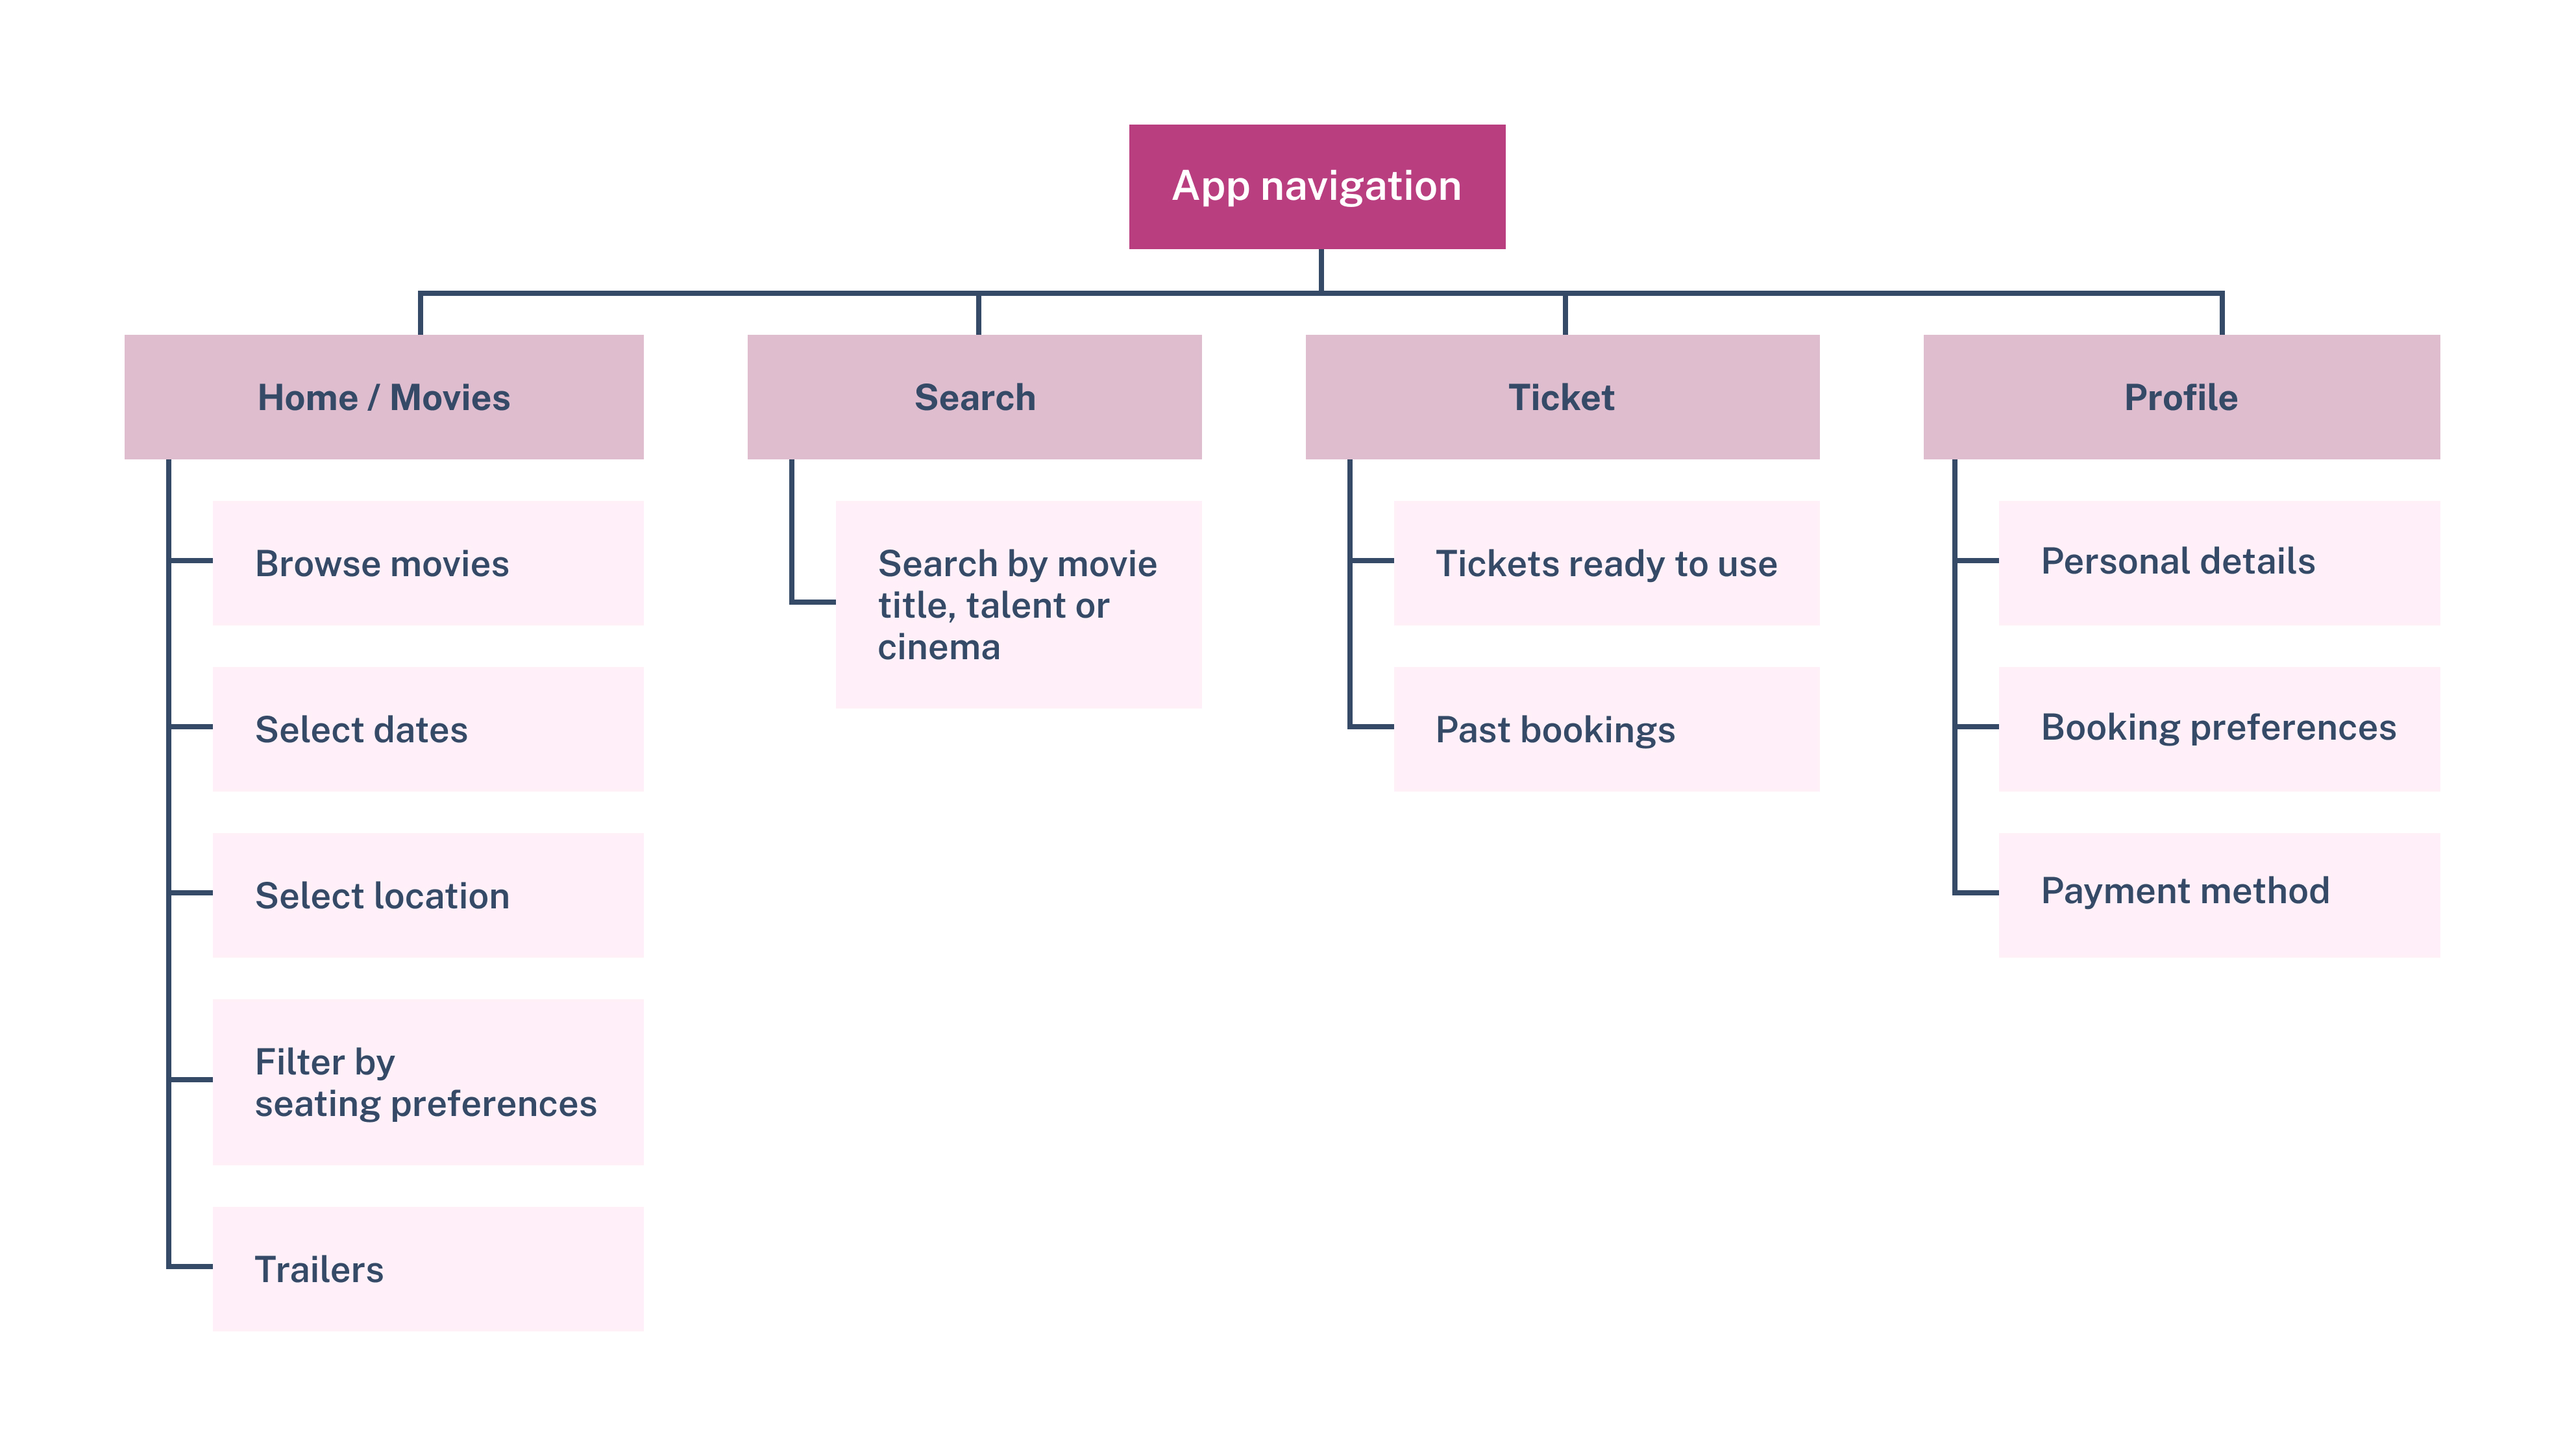 App navigation
Home / Movies
Browse movies
Select dates
Select location
Filter by
seating preferences
Trailers
Search
Search by movie
title, talent or
cinema
Ticket
Tickets ready to use
Past bookings
Profile
Personal details
Booking preferences
Payment method